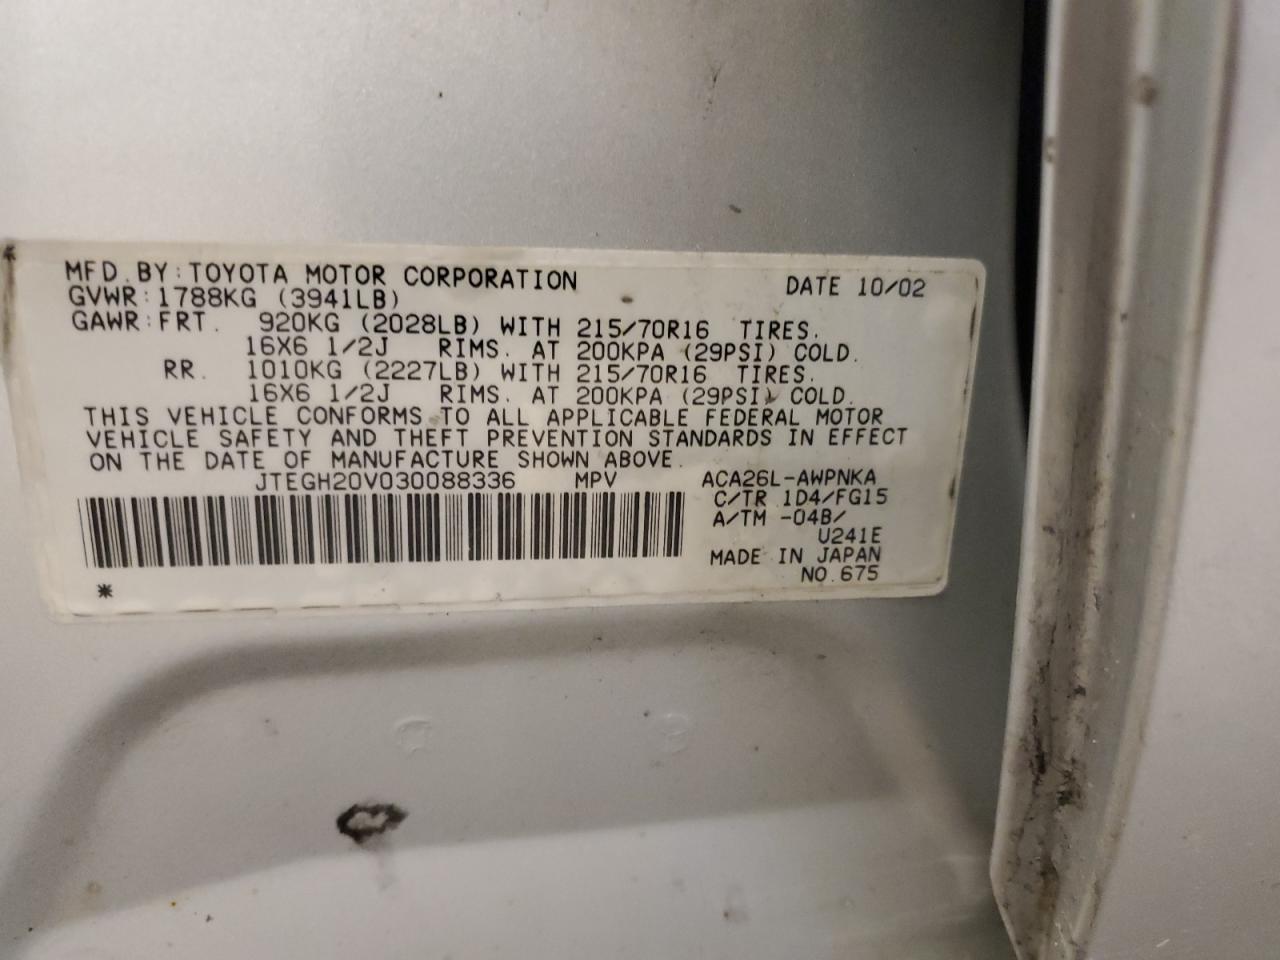 MFD. BY: TOYOTA MOTOR CORPORATION DATE 10/02
GVWR: 1788KG (3941LB)
GAWR: FRT. 920KG (2028LB) WITH 215/70R16 TIRES.
16X6 1/2J RIMS. AT 200KPA (29PSI) COLD.
RR. 1010KG (2227LB) WITH 215/70R16 TIRES.
16X6 1/2J RIMS. AT 200KPA (29PSI) COLD.
THIS VEHICLE CONFORMS TO ALL APPLICABLE FEDERAL MOTOR
VEHICLE SAFETY AND THEFT PREVENTION STANDARDS IN EFFECT
ON THE DATE OF MANUFACTURE SHOWN ABOVE.
JTEGH20V030088336 MPV ACA26L-AWPNKA
C/TR 1D4/FG15
A/TM -04B/
U241E
MADE IN JAPAN
NO.675
*